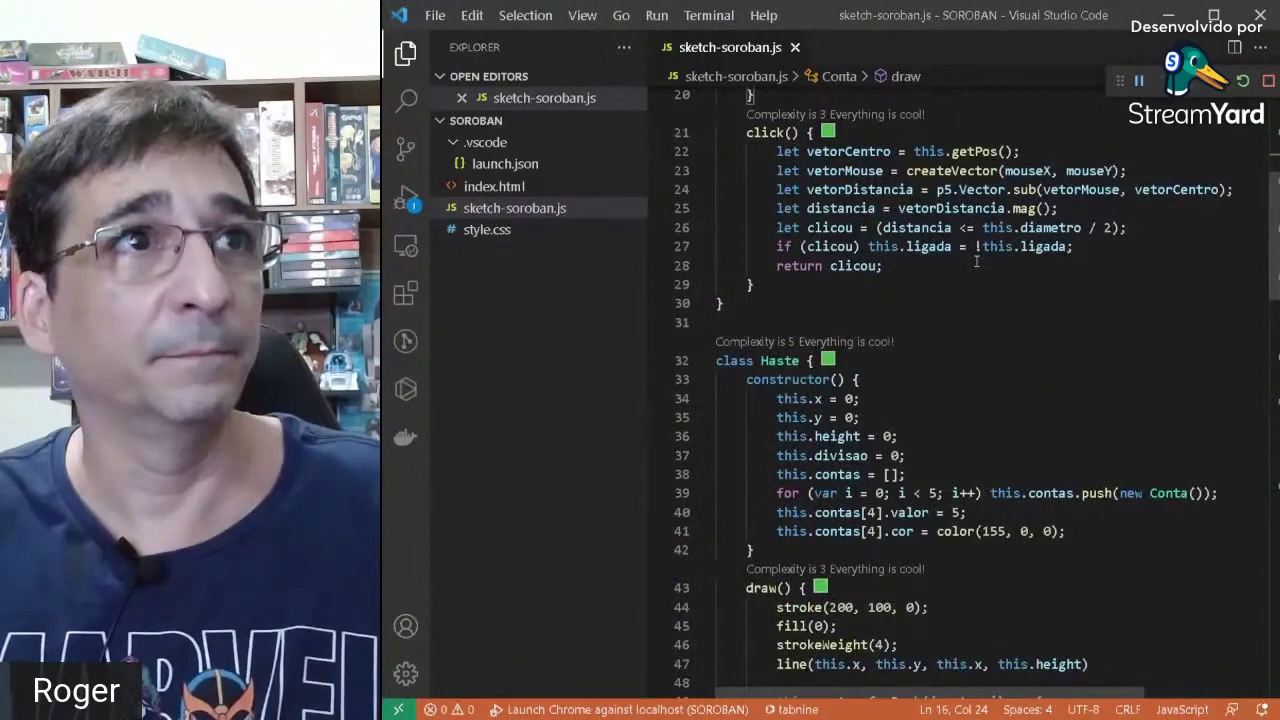 File Edit Selection View Go Run Terminal Help
sketch-soroban.js - SOROBAN - Visual Studio Code
Desenvolvido por
S
StreamYard
EXPLORER
OPEN EDITORS
JS sketch-soroban.js
SOROBAN
.vscode
launch.json
index.html
JS sketch-soroban.js
style.css
1
JS sketch-soroban.js
JS sketch-soroban.js > Conta > draw
20 }
Complexity is 3 Everything is cool!
21 click() {
22 let vetorCentro = this.getPos();
23 let vetorMouse = createVector(mouseX, mouseY);
24 let vetorDistancia = p5.Vector.sub(vetorMouse, vetorCentro);
25 let distancia = vetorDistancia.mag();
26 let clicou = (distancia <= this.diametro / 2);
27 if (clicou) this.ligada = !this.ligada;
28 return clicou;
29 }
30 }
31
Complexity is 5 Everything is cool!
32 class Haste {
33 constructor() {
34 this.x = 0;
35 this.y = 0;
36 this.height = 0;
37 this.divisao = 0;
38 this.contas = [];
39 for (var i = 0; i < 5; i++) this.contas.push(new Conta());
40 this.contas[4].valor = 5;
41 this.contas[4].cor = color(155, 0, 0);
42 }
Complexity is 3 Everything is cool!
43 draw() {
44 stroke(200, 100, 0);
45 fill(0);
46 strokeWeight(4);
47 line(this.x, this.y, this.x, this.height)
48
MARVEL
Roger
0 0 Launch Chrome against localhost (SOROBAN) tabnine Ln 16, Col 24 Spaces: 4 UTF-8 CRLF JavaScript